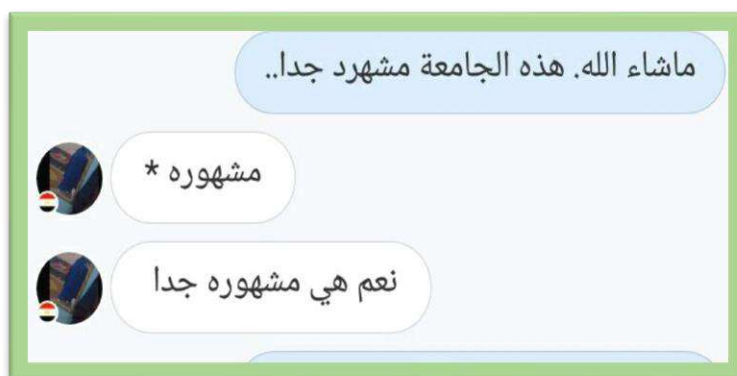 ماشاء الله. هذه الجامعة مشهرد جدا..
مشهوره *
نعم هي مشهوره جدا